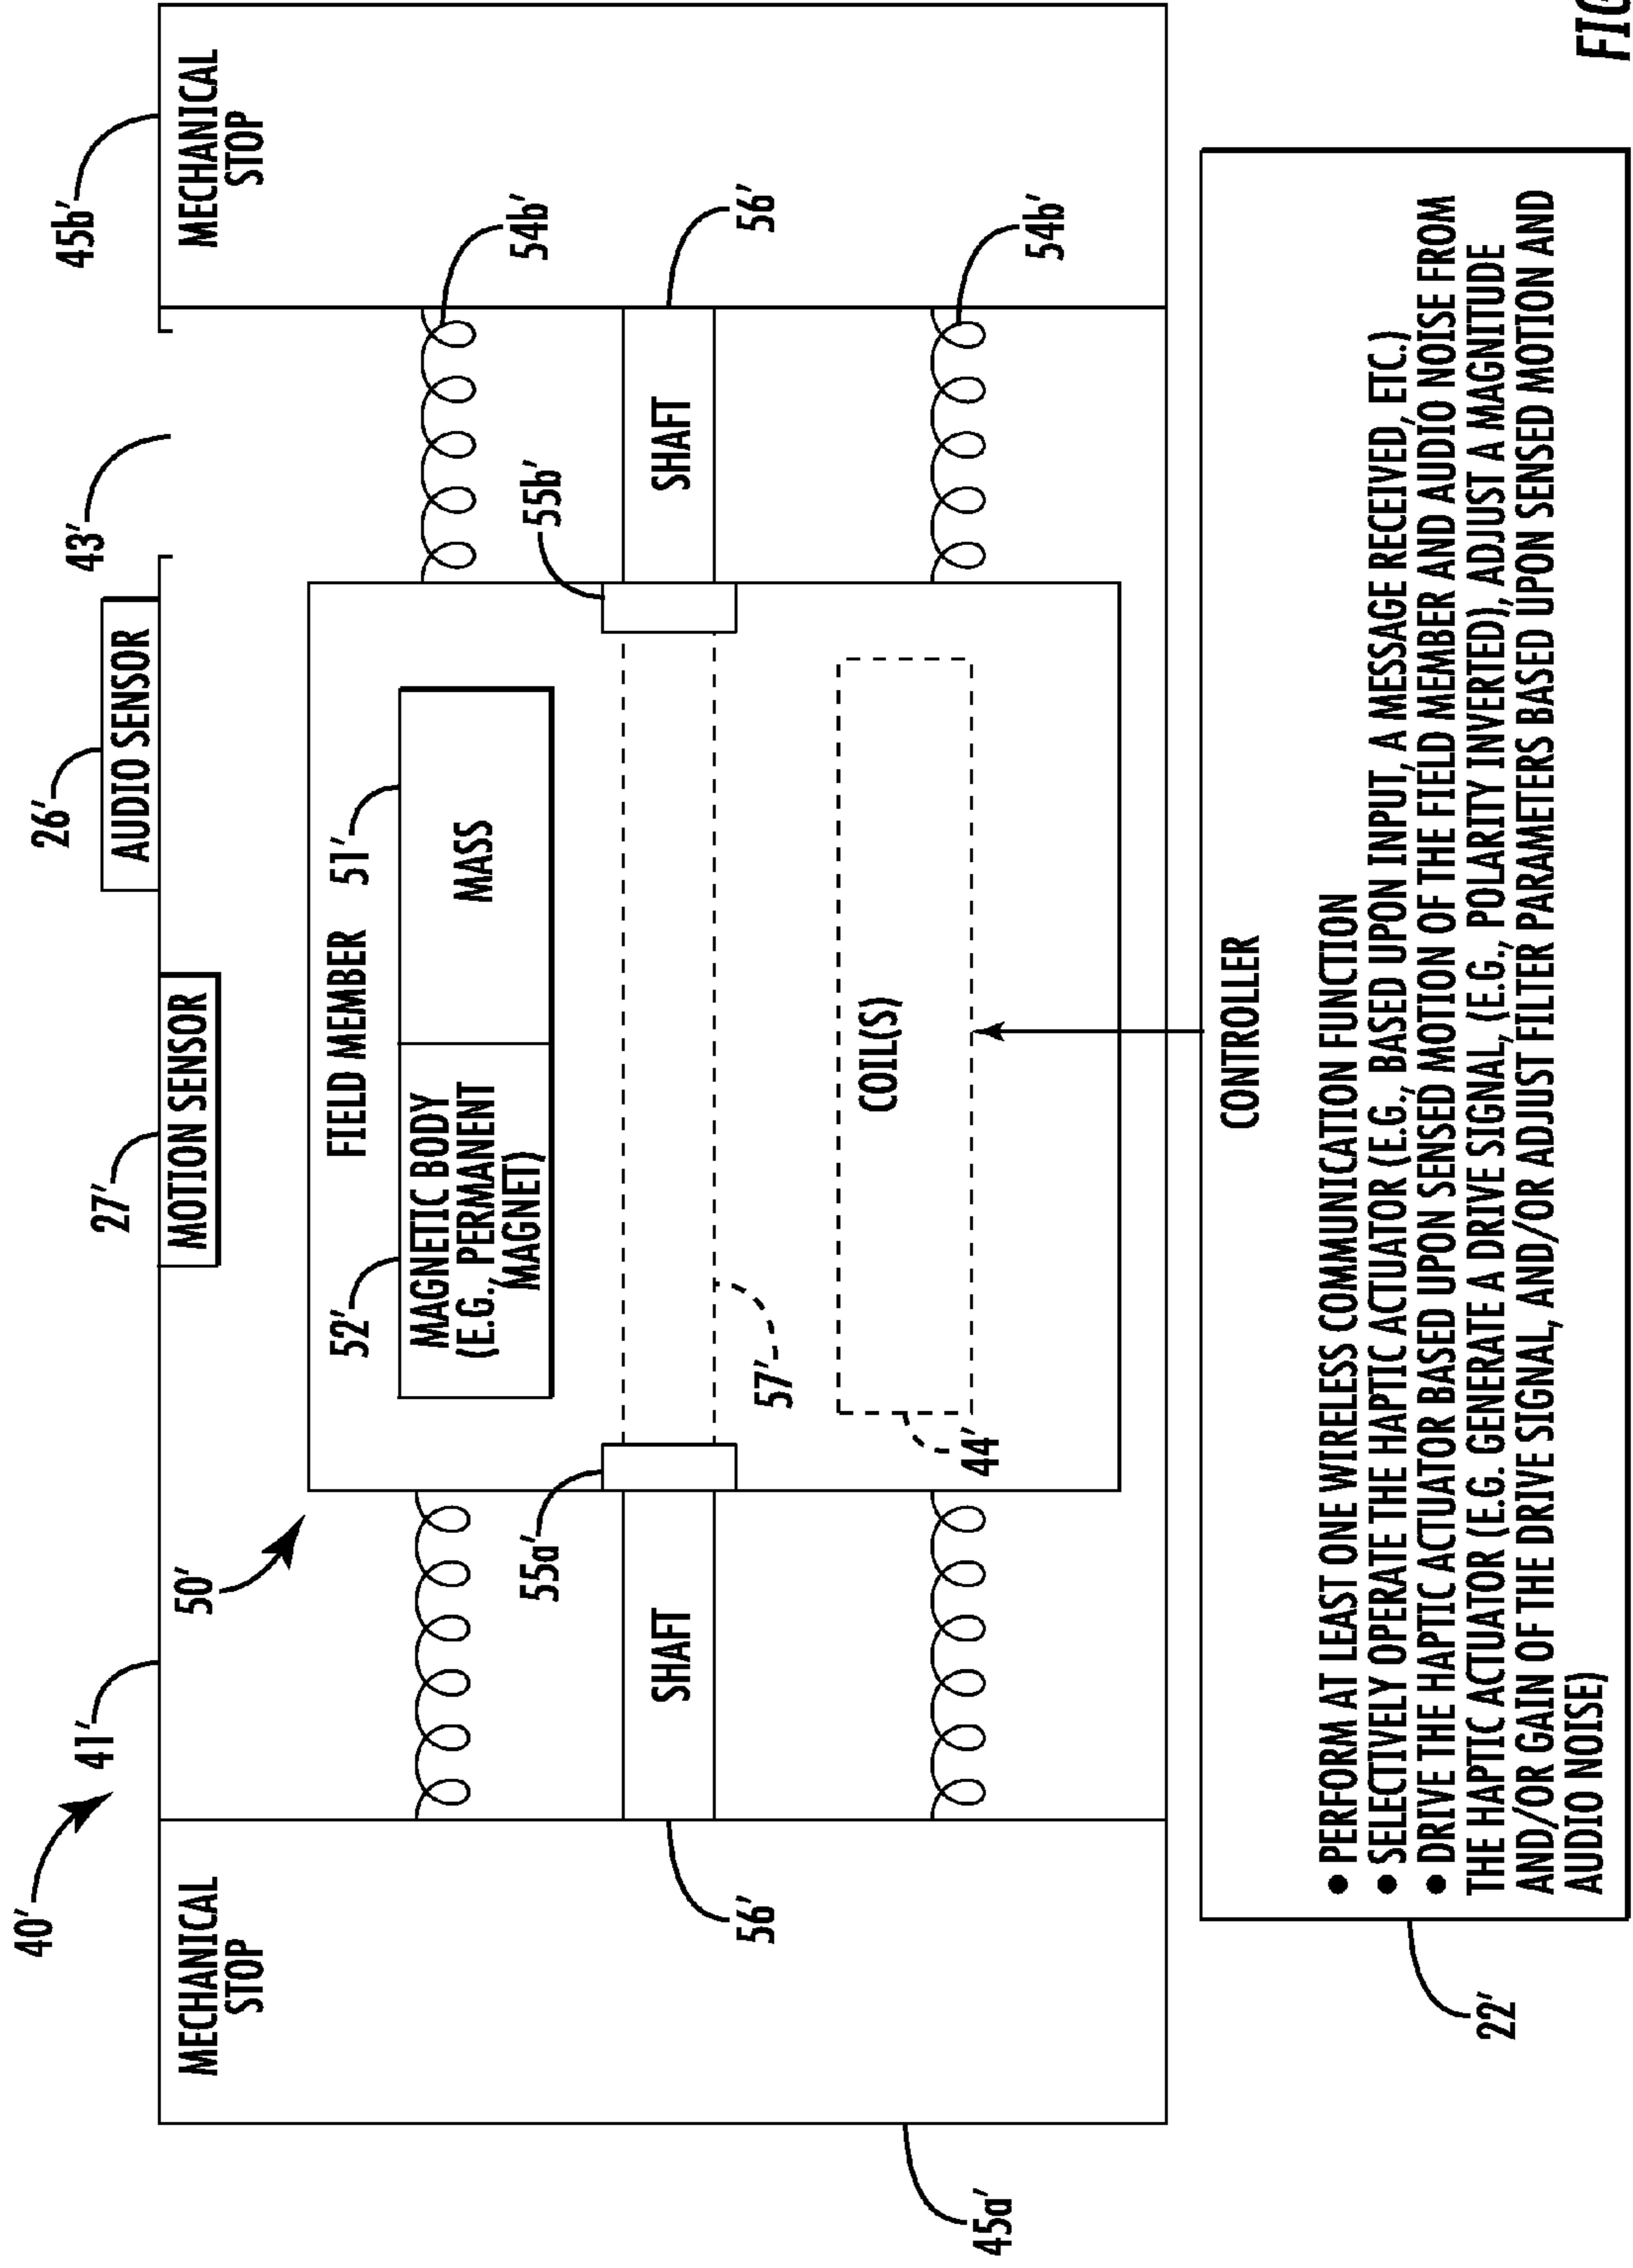 40′
41′
50′
27′
26′
43′
45b′
MECHANICAL
STOP
MOTION SENSOR
AUDIO SENSOR
MECHANICAL
STOP
52′
FIELD MEMBER
51′
MAGNETIC BODY
(E.G., PERMANENT
MAGNET)
MASS
54b′
55a′
55b′
SHAFT
SHAFT
56′
57′
56′
COIL(S)
44′
54b′
45a′
CONTROLLER
• PERFORM AT LEAST ONE WIRELESS COMMUNICATION FUNCTION
• SELECTIVELY OPERATE THE HAPTIC ACTUATOR (E.G., BASED UPON INPUT, A MESSAGE RECEIVED, ETC.)
• DRIVE THE HAPTIC ACTUATOR BASED UPON SENSED MOTION OF THE FIELD MEMBER AND AUDIO NOISE FROM
THE HAPTIC ACTUATOR (E.G. GENERATE A DRIVE SIGNAL, (E.G., POLARITY INVERTED), ADJUST A MAGNITUDE
AND/OR GAIN OF THE DRIVE SIGNAL, AND/OR ADJUST FILTER PARAMETERS BASED UPON SENSED MOTION AND
AUDIO NOISE)
22′